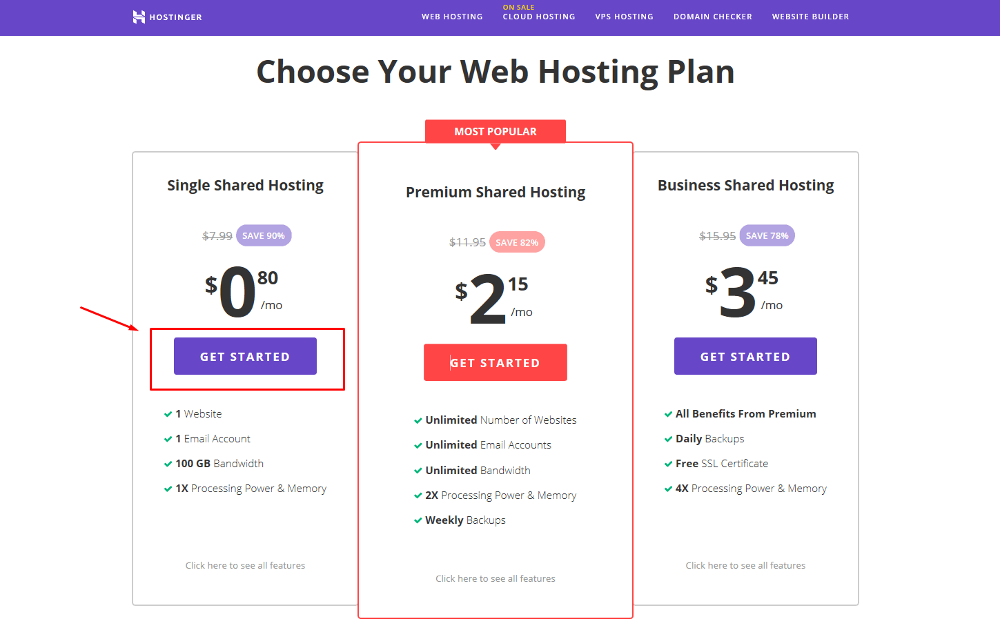 HOSTINGER
WEB HOSTING
ON SALE
CLOUD HOSTING
VPS HOSTING
DOMAIN CHECKER
WEBSITE BUILDER
Choose Your Web Hosting Plan
Single Shared Hosting
$7.99 SAVE 90%
$0 80 /mo
GET STARTED
1 Website
1 Email Account
100 GB Bandwidth
1X Processing Power & Memory
Click here to see all features
MOST POPULAR
Premium Shared Hosting
$11.95 SAVE 82%
$2 15 /mo
GET STARTED
Unlimited Number of Websites
Unlimited Email Accounts
Unlimited Bandwidth
2X Processing Power & Memory
Weekly Backups
Click here to see all features
Business Shared Hosting
$15.95 SAVE 78%
$3 45 /mo
GET STARTED
All Benefits From Premium
Daily Backups
Free SSL Certificate
4X Processing Power & Memory
Click here to see all features